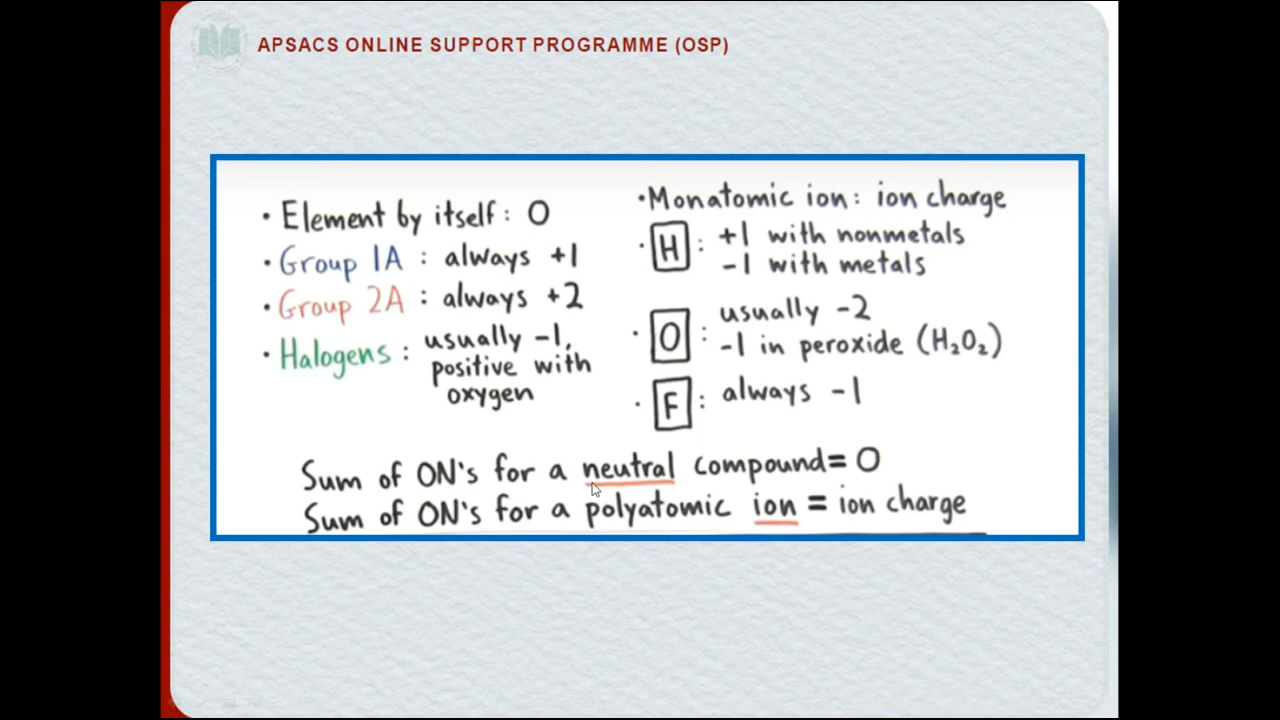 APSACS ONLINE SUPPORT PROGRAMME (OSP)
• Element by itself: 0
• Group 1A : always +1
• Group 2A : always +2
• Halogens : usually -1,
positive with
oxygen
• Monatomic ion: ion charge
• H : +1 with nonmetals
-1 with metals
• O : usually -2
-1 in peroxide (H₂O₂)
• F : always -1
Sum of ON's for a neutral compound = 0
Sum of ON's for a polyatomic ion = ion charge